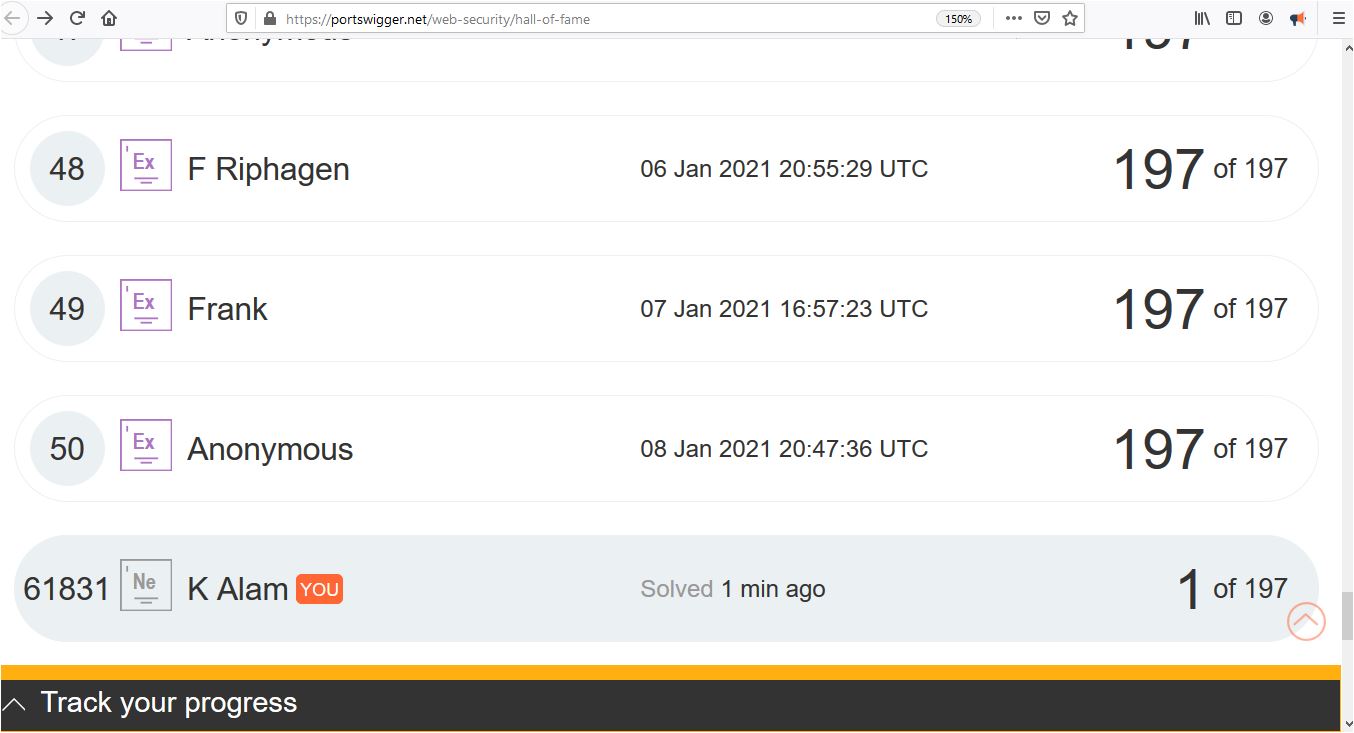 https://portswigger.net/web-security/hall-of-fame 150%
Anonymous 197
48 Ex F Riphagen 06 Jan 2021 20:55:29 UTC 197 of 197
49 Ex Frank 07 Jan 2021 16:57:23 UTC 197 of 197
50 Ex Anonymous 08 Jan 2021 20:47:36 UTC 197 of 197
61831 Ne K Alam YOU Solved 1 min ago 1 of 197
Track your progress